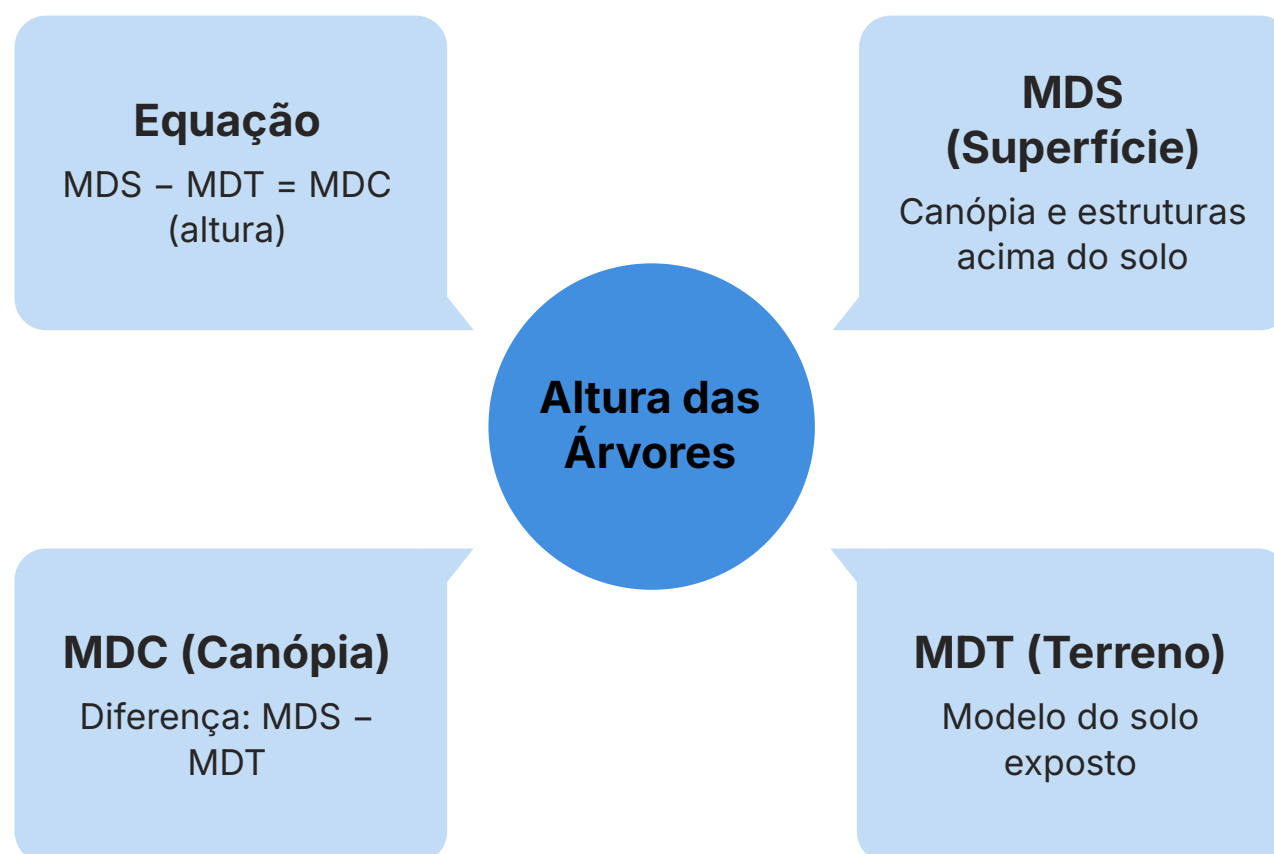 Equação
MDS – MDT = MDC
(altura)
MDS
(Superfície)
Canópia e estruturas
acima do solo
Altura das
Árvores
MDC (Canópia)
Diferença: MDS –
MDT
MDT (Terreno)
Modelo do solo
exposto